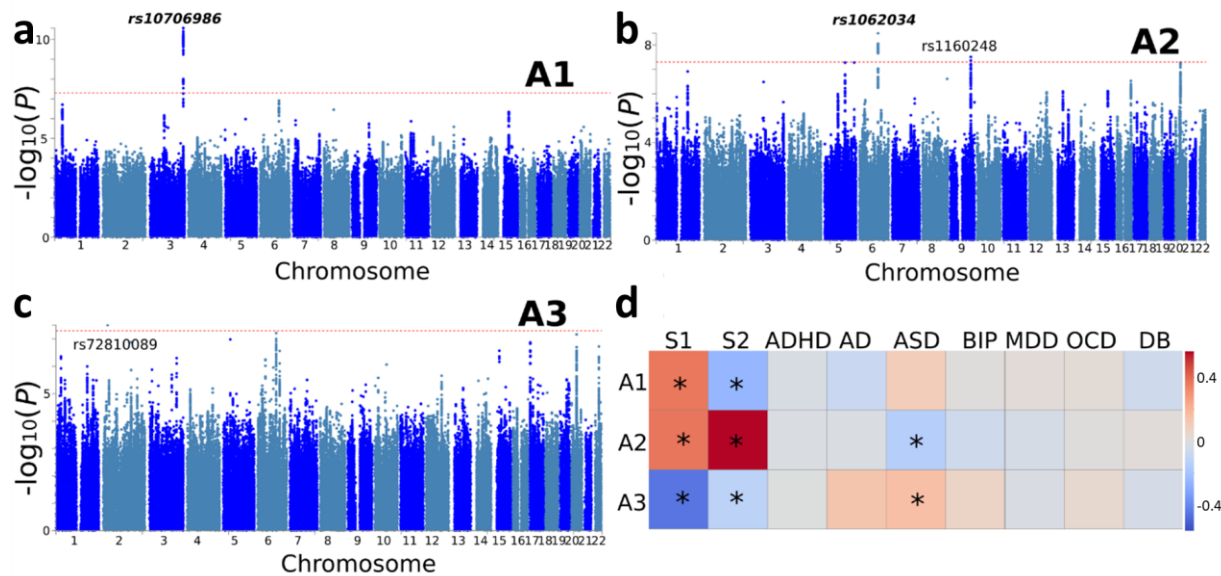 a
rs10706986
A1
10
5
0
-log10(P)
1 2 3 4 5 6 7 8 9 10 11 12 13 14 15 16 17 18 19 20 21 22
Chromosome
b
rs1062034
rs1160248
A2
8
4
0
-log10(P)
1 2 3 4 5 6 7 8 9 10 11 12 13 14 15 16 17 18 19 20 21 22
Chromosome
c
rs72810089
A3
5
0
-log10(P)
1 2 3 4 5 6 7 8 9 10 11 12 13 14 15 16 17 18 19 20 21 22
Chromosome
d
S1 S2 ADHD AD ASD BIP MDD OCD DB
A1 * *
A2 * * *
A3 * * *
0.4
0
-0.4